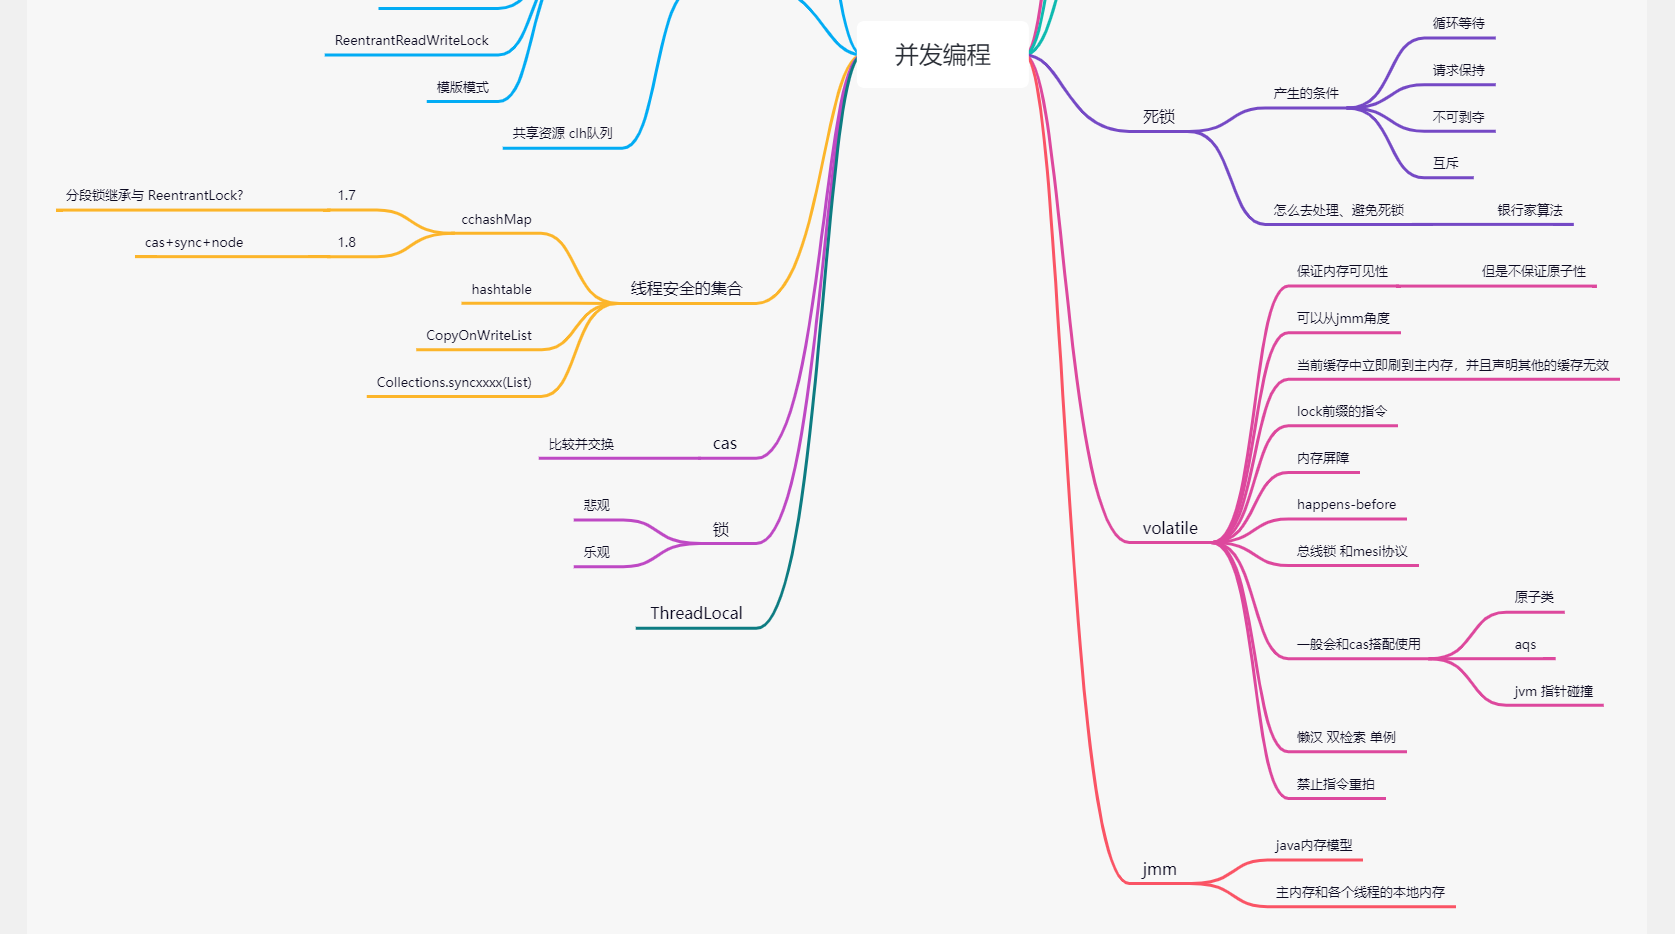 并发编程
ReentrantReadWriteLock
模版模式
共享资源 clh队列
线程安全的集合
cchashMap
1.7
分段锁继承与 ReentrantLock?
1.8
cas+sync+node
hashtable
CopyOnWriteList
Collections.syncxxxx(List)
cas
比较并交换
锁
悲观
乐观
ThreadLocal
死锁
产生的条件
循环等待
请求保持
不可剥夺
互斥
怎么去处理、避免死锁
银行家算法
volatile
保证内存可见性
但是不保证原子性
可以从jmm角度
当前缓存中立即刷到主内存，并且声明其他的缓存无效
lock前缀的指令
内存屏障
happens-before
总线锁 和mesi协议
一般会和cas搭配使用
原子类
aqs
jvm 指针碰撞
懒汉 双检索 单例
禁止指令重拍
jmm
java内存模型
主内存和各个线程的本地内存